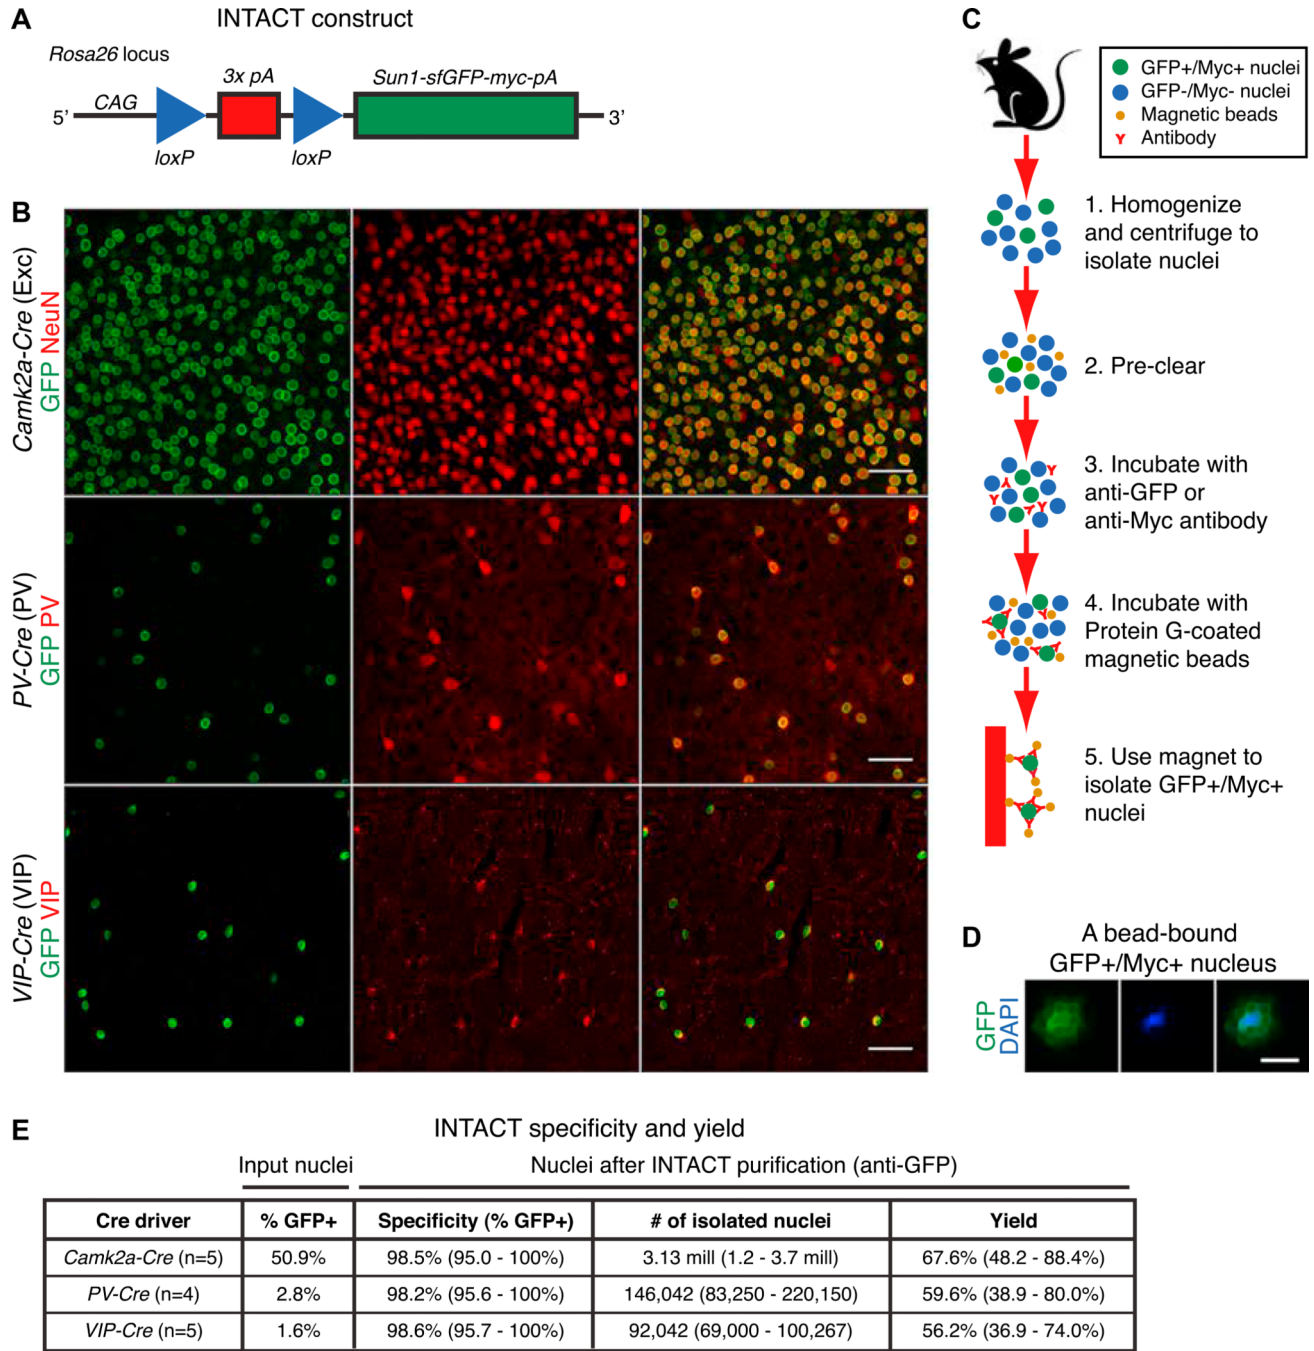 A
INTACT construct
Rosa26 locus
5'
CAG
loxP
3x pA
loxP
Sun1-sfGFP-myc-pA
3'
B
Camk2a-Cre (Exc)
GFP NeuN
PV-Cre (PV)
GFP PV
VIP-Cre (VIP)
GFP VIP
C
GFP+/Myc+ nuclei
GFP-/Myc- nuclei
Magnetic beads
Antibody
1. Homogenize
and centrifuge to
isolate nuclei
2. Pre-clear
3. Incubate with
anti-GFP or
anti-Myc antibody
4. Incubate with
Protein G-coated
magnetic beads
5. Use magnet to
isolate GFP+/Myc+
nuclei
D
A bead-bound
GFP+/Myc+ nucleus
GFP
DAPI
E
INTACT specificity and yield
Input nuclei
Nuclei after INTACT purification (anti-GFP)
Cre driver % GFP+ Specificity (% GFP+) # of isolated nuclei Yield
Camk2a-Cre (n=5) 50.9% 98.5% (95.0 - 100%) 3.13 mill (1.2 - 3.7 mill) 67.6% (48.2 - 88.4%)
PV-Cre (n=4) 2.8% 98.2% (95.6 - 100%) 146,042 (83,250 - 220,150) 59.6% (38.9 - 80.0%)
VIP-Cre (n=5) 1.6% 98.6% (95.7 - 100%) 92,042 (69,000 - 100,267) 56.2% (36.9 - 74.0%)